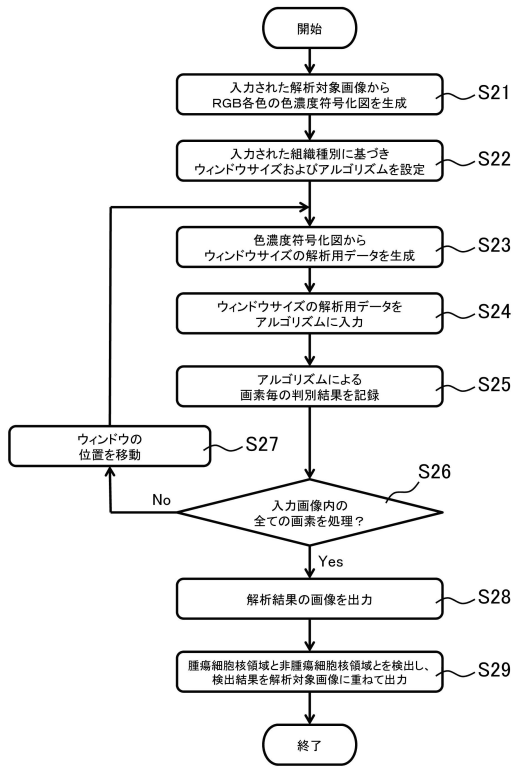 開始
入力された解析対象画像から
RGB各色の色濃度符号化図を生成
S21
入力された組織種別に基づき
ウィンドウサイズおよびアルゴリズムを設定
S22
色濃度符号化図から
ウィンドウサイズの解析用データを生成
S23
ウィンドウサイズの解析用データを
アルゴリズムに入力
S24
アルゴリズムによる
画素毎の判別結果を記録
S25
ウィンドウの
位置を移動
S27
S26
入力画像内の
全ての画素を処理？
No
Yes
解析結果の画像を出力
S28
腫瘍細胞核領域と非腫瘍細胞核領域とを検出し、
検出結果を解析対象画像に重ねて出力
S29
終了